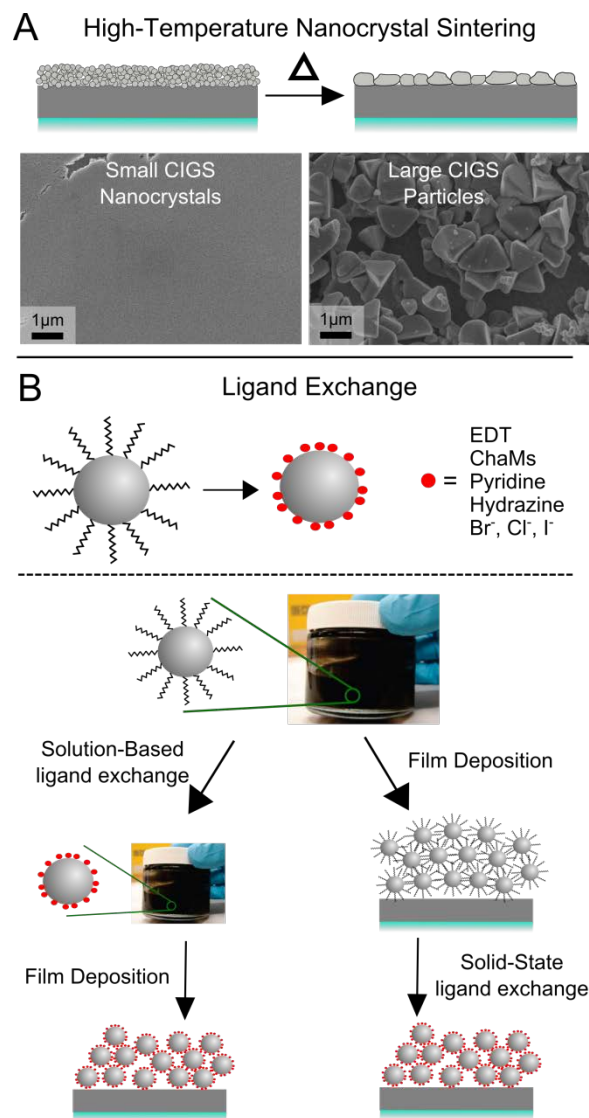 A
High-Temperature Nanocrystal Sintering
Δ
Small CIGS
Nanocrystals
Large CIGS
Particles
1μm
1μm
B
Ligand Exchange
=
EDT
ChaMs
Pyridine
Hydrazine
Br⁻, Cl⁻, I⁻
Solution-Based
ligand exchange
Film Deposition
Film Deposition
Solid-State
ligand exchange